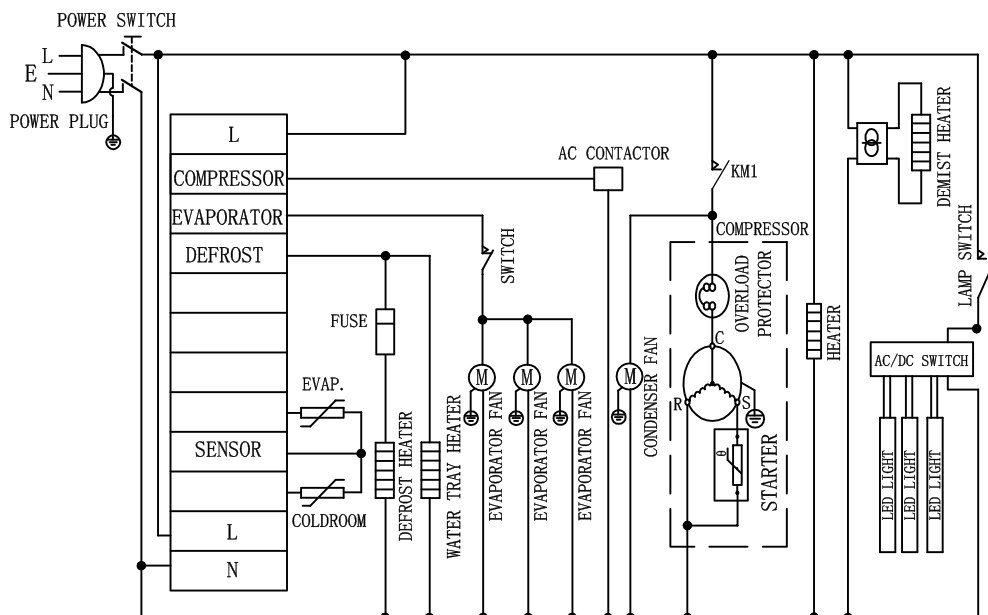 POWER SWITCH
L
E
N
POWER PLUG
L
COMPRESSOR
EVAPORATOR
DEFROST
SENSOR
L
N
AC CONTACTOR
KM1
SWITCH
FUSE
EVAP.
COLDROOM
DEFROST HEATER
WATER TRAY HEATER
M
EVAPORATOR FAN
M
EVAPORATOR FAN
M
EVAPORATOR FAN
M
CONDENSER FAN
COMPRESSOR
OVERLOAD
PROTECTOR
C
R
S
θ
STARTER
HEATER
DEMIST HEATER
LAMP SWITCH
AC/DC SWITCH
LED LIGHT
LED LIGHT
LED LIGHT